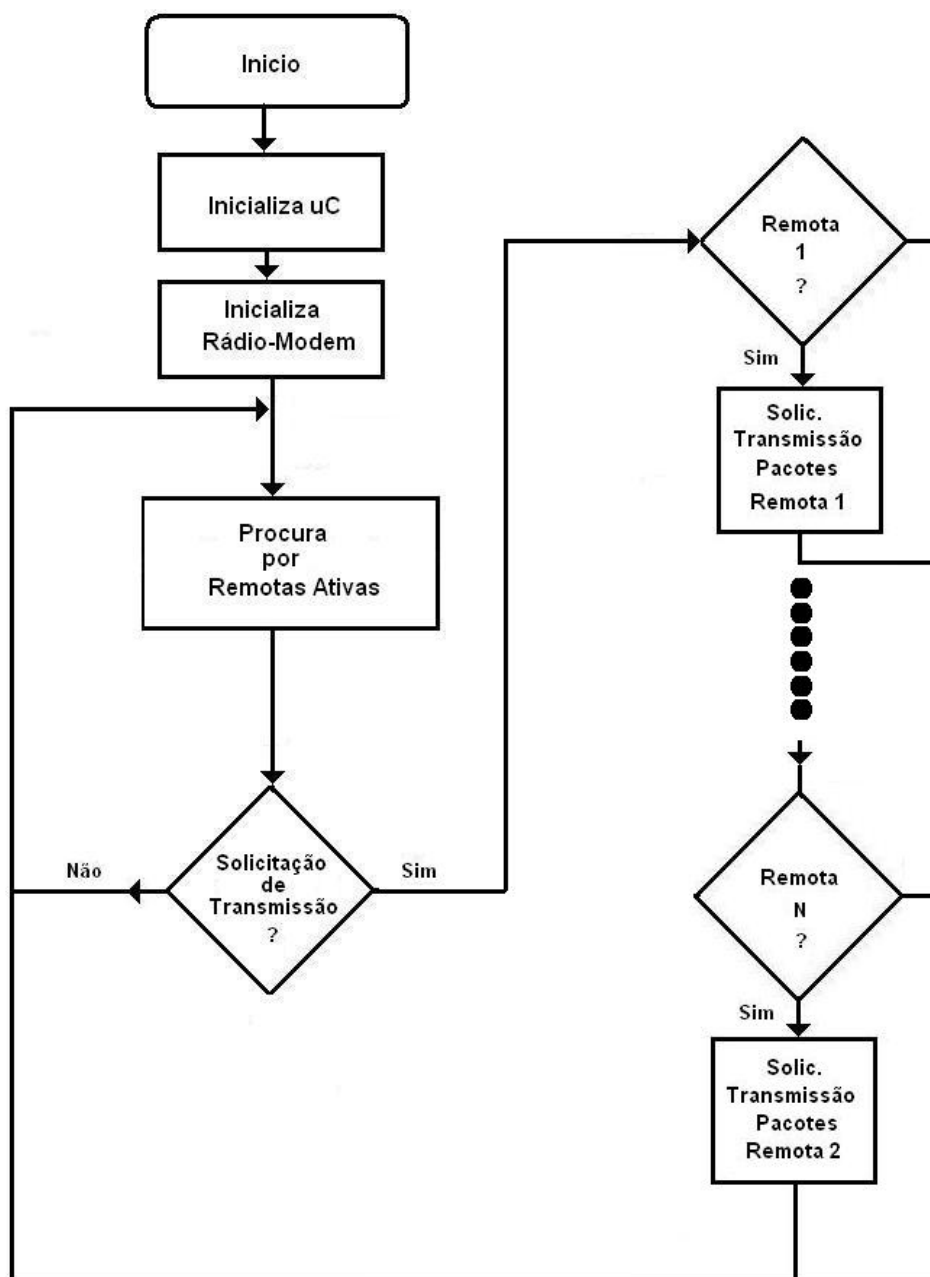 Inicio
Inicializa uC
Inicializa
Rádio-Modem
Procura
por
Remotas Ativas
Solicitação
de
Transmissão
?
Não
Sim
Remota
1
?
Sim
Solic.
Transmissão
Pacotes
Remota 1
Remota
N
?
Sim
Solic.
Transmissão
Pacotes
Remota 2